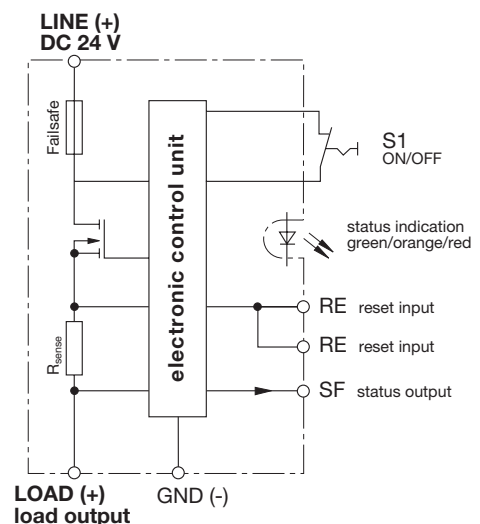 LINE (+)
DC 24 V
Failsafe
electronic control unit
S1
ON/OFF
status indication
green/orange/red
RE reset input
RE reset input
Rsense
SF status output
LOAD (+)
load output
GND (-)